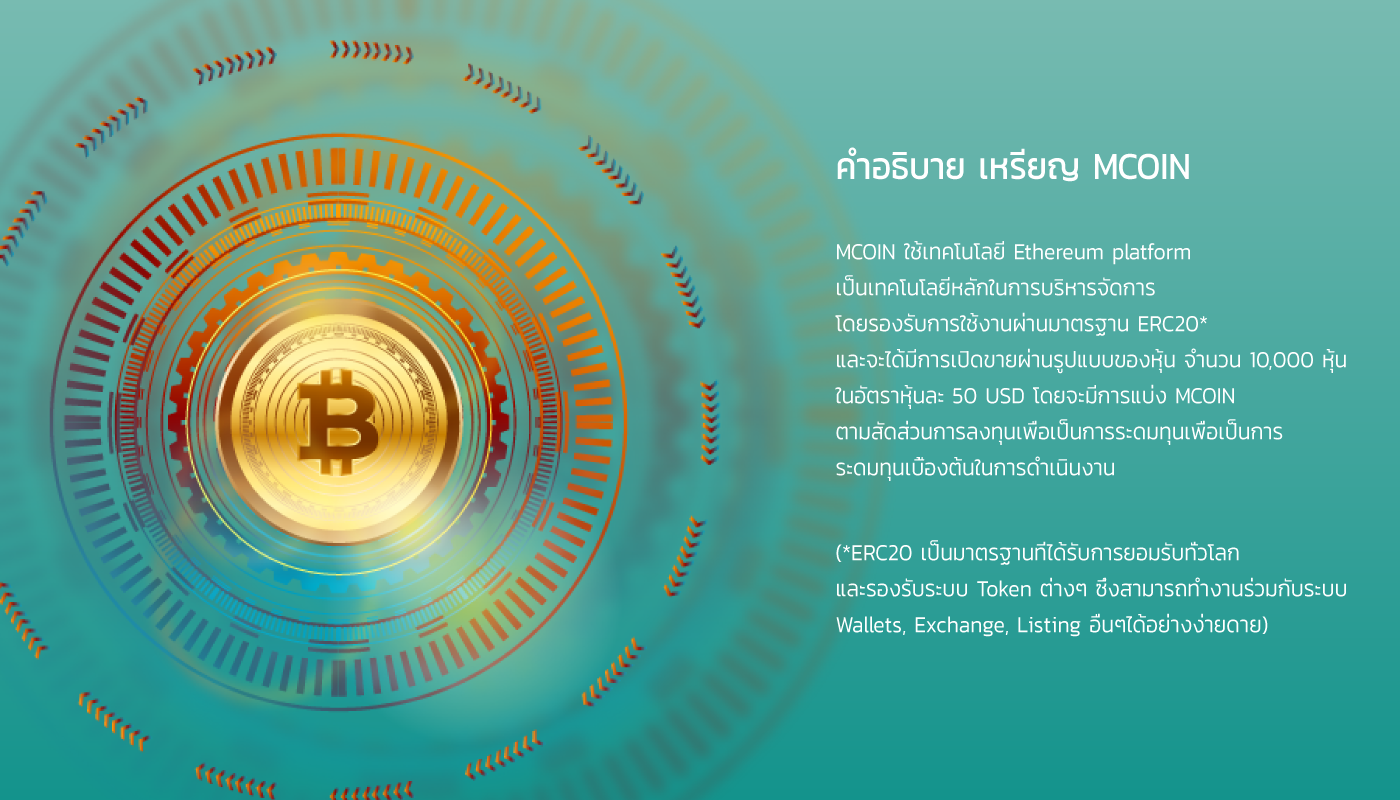 คำอธิบาย เหรียญ MCOIN
MCOIN ใช้เทคโนโลยี Ethereum platform
เป็นเทคโนโลยีหลักในการบริหารจัดการ
โดยรองรับการใช้งานผ่านมาตรฐาน ERC20*
และจะได้มีการเปิดขายผ่านรูปแบบของหุ้น จำนวน 10,000 หุ้น
ในอัตราหุ้นละ 50 USD โดยจะมีการแบ่ง MCOIN
ตามสัดส่วนการลงทุนเพื่อเป็นการระดมทุนเพื่อเป็นการ
ระดมทุนเบื้องต้นในการดำเนินงาน
(*ERC20 เป็นมาตรฐานที่ได้รับการยอมรับทั่วโลก
และรองรับระบบ Token ต่างๆ ซึ่งสามารถทำงานร่วมกับระบบ
Wallets, Exchange, Listing อื่นๆได้อย่างง่ายดาย)